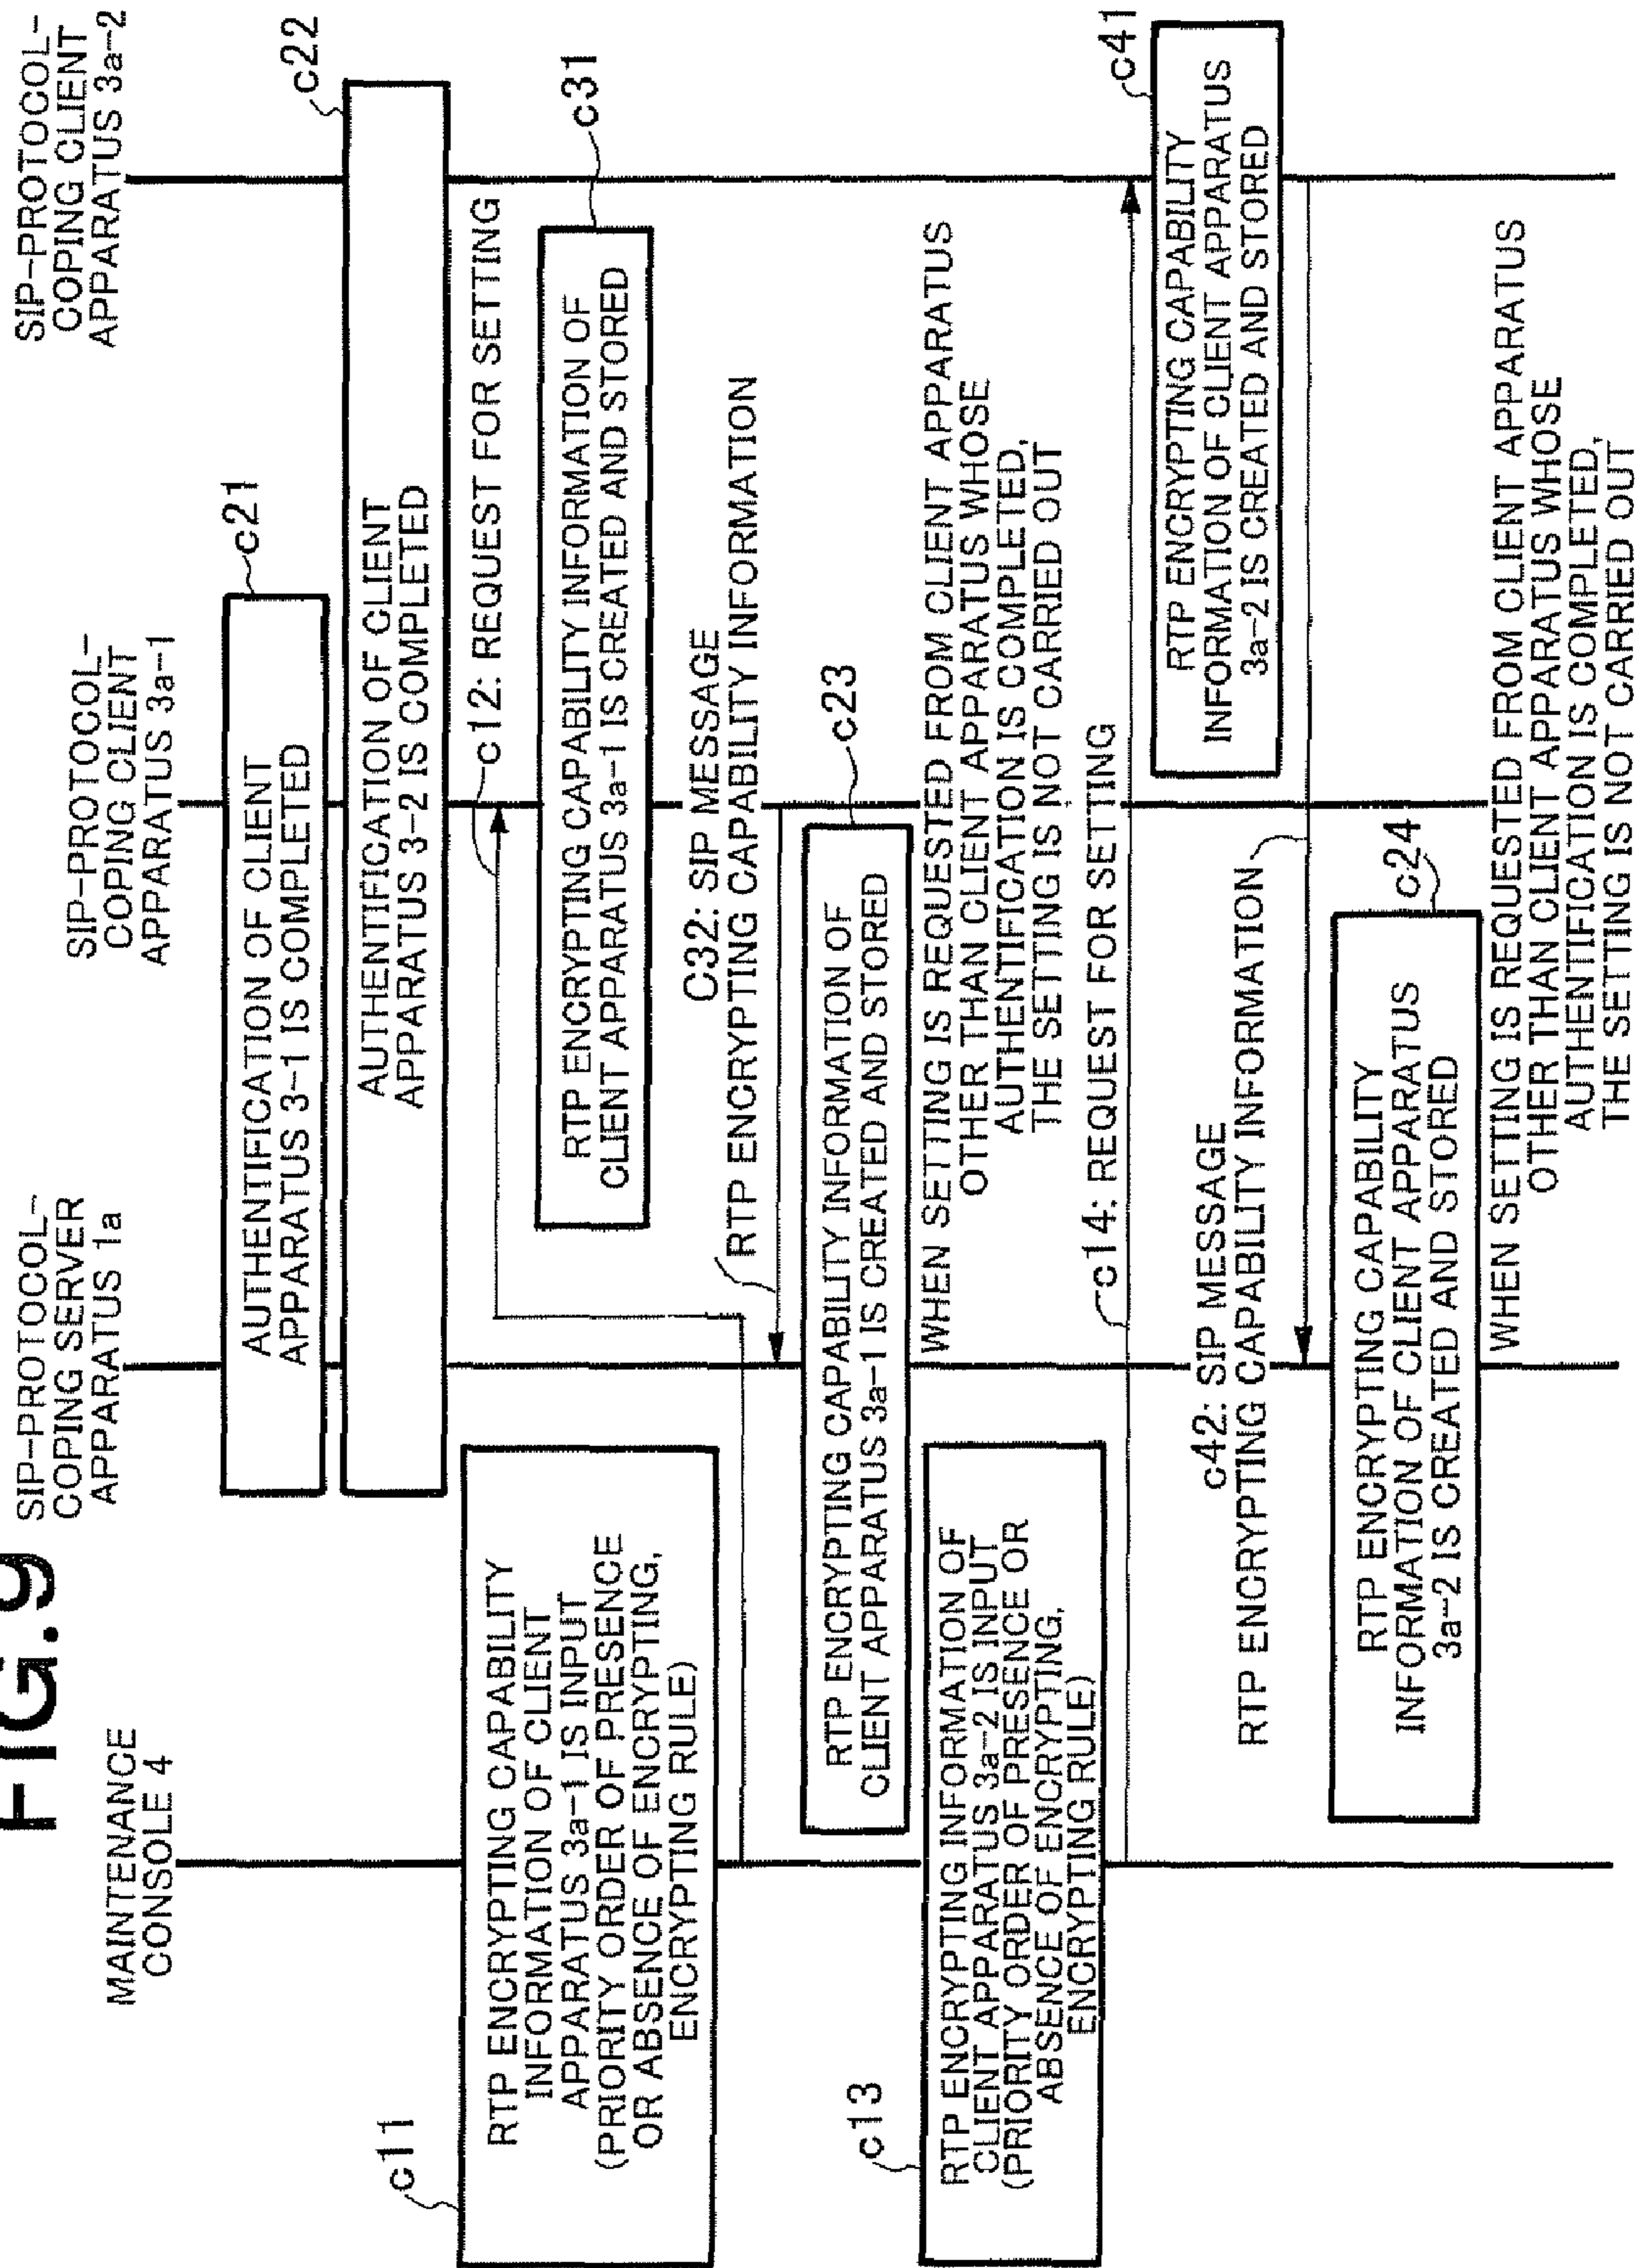 FIG.9
MAINTENANCE
CONSOLE 4
SIP-PROTOCOL-
COPING SERVER
APPARATUS 1a
SIP-PROTOCOL-
COPING CLIENT
APPARATUS 3a-1
SIP-PROTOCOL-
COPING CLIENT
APPARATUS 3a-2
c21
AUTHENTIFICATION OF CLIENT
APPARATUS 3-1 IS COMPLETED
c22
AUTHENTIFICATION OF CLIENT
APPARATUS 3-2 IS COMPLETED
c11
RTP ENCRYPTING CAPABILITY
INFORMATION OF CLIENT
APPARATUS 3a-1 IS INPUT
(PRIORITY ORDER OF PRESENCE
OR ABSENCE OF ENCRYPTING,
ENCRYPTING RULE)
c12: REQUEST FOR SETTING
c31
RTP ENCRYPTING CAPABILITY INFORMATION OF
CLIENT APPARATUS 3a-1 IS CREATED AND STORED
C32: SIP MESSAGE
RTP ENCRYPTING CAPABILITY INFORMATION
c23
RTP ENCRYPTING CAPABILITY INFORMATION OF
CLIENT APPARATUS 3a-1 IS CREATED AND STORED
WHEN SETTING IS REQUESTED FROM CLIENT APPARATUS
OTHER THAN CLIENT APPARATUS WHOSE
AUTHENTIFICATION IS COMPLETED,
THE SETTING IS NOT CARRIED OUT
c13
RTP ENCRYPTING INFORMATION OF
CLIENT APPARATUS 3a-2 IS INPUT
(PRIORITY ORDER OF PRESENCE OR
ABSENCE OF ENCRYPTING,
ENCRYPTING RULE)
c14: REQUEST FOR SETTING
c41
RTP ENCRYPTING CAPABILITY
INFORMATION OF CLIENT APPARATUS
3a-2 IS CREATED AND STORED
c42: SIP MESSAGE
RTP ENCRYPTING CAPABILITY INFORMATION
c24
RTP ENCRYPTING CAPABILITY
INFORMATION OF CLIENT APPARATUS
3a-2 IS CREATED AND STORED
WHEN SETTING IS REQUESTED FROM CLIENT APPARATUS
OTHER THAN CLIENT APPARATUS WHOSE
AUTHENTIFICATION IS COMPLETED,
THE SETTING IS NOT CARRIED OUT